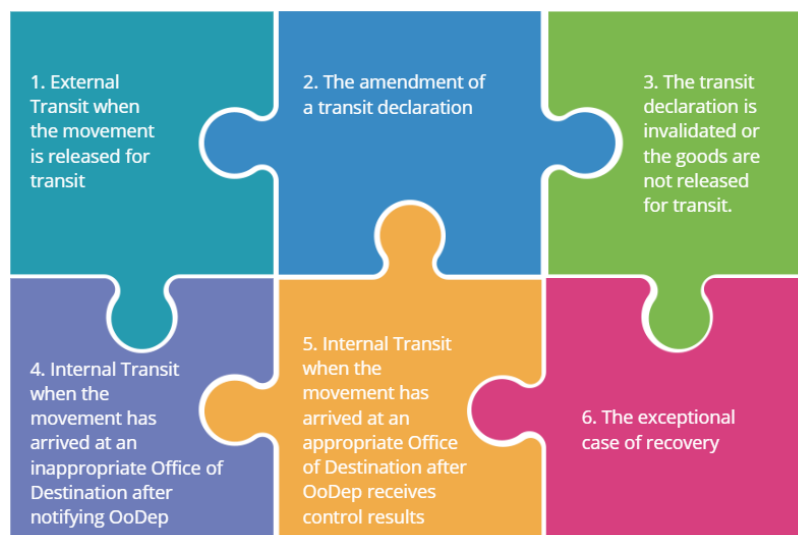 1. External
Transit when
the movement
is released for
transit
2. The amendment of
a transit declaration
3. The transit
declaration is
invalidated or
the goods are
not released
for transit.
4. Internal Transit
when the
movement has
arrived at an
inappropriate Office of
Destination after
notifying OoDep
5. Internal Transit
when the
movement has
arrived at an
appropriate Office
of Destination after
OoDep receives
control results
6. The exceptional
case of recovery